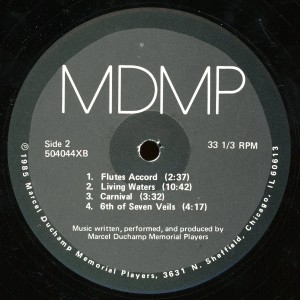 MDMP
Side 2
504044XB
33 1/3 RPM
1. Flutes Accord (2:37)
2. Living Waters (10:42)
3. Carnival (3:32)
4. 6th of Seven Veils (4:17)
Music written, performed, and produced by
Marcel Duchamp Memorial Players
©1985 Marcel Duchamp Memorial Players, 3631 N. Sheffield, Chicago, IL 60613